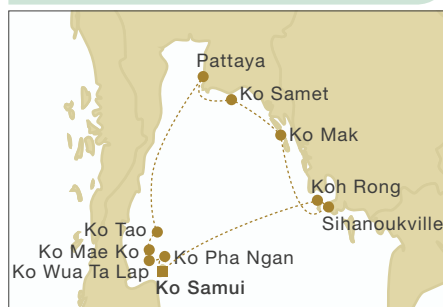 Pattaya
Ko Samet
Ko Mak
Koh Rong
Sihanoukville
Ko Tao
Ko Mae Ko
Ko Pha Ngan
Ko Wua Ta Lap
Ko Samui